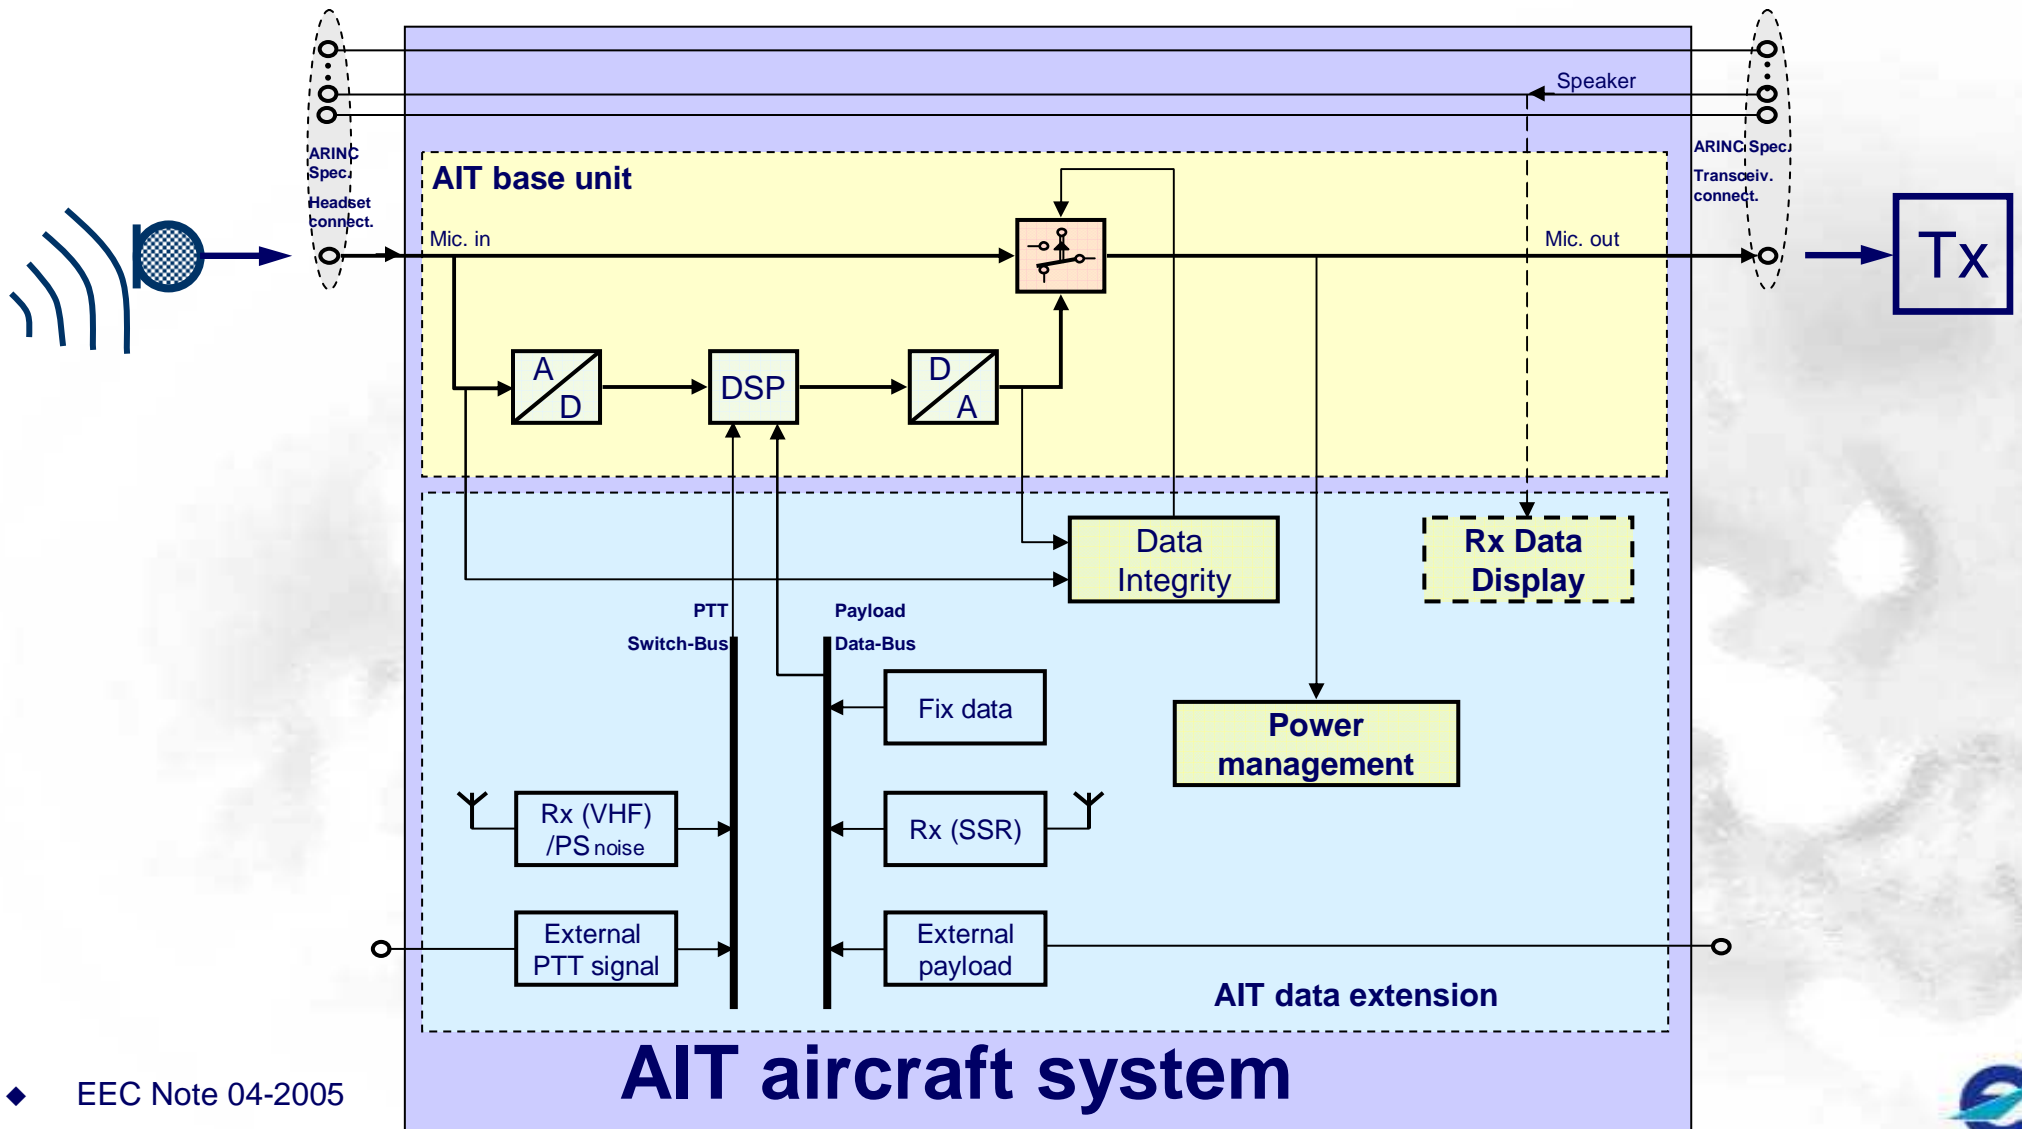 Speaker
ARINC
Spec.
Headset
connect.
ARINC Spec.
Transceiv.
connect.
AIT base unit
Mic. in
Mic. out
Tx
A
D
DSP
D
A
Data
Integrity
Rx Data
Display
PTT
Switch-Bus
Payload
Data-Bus
Fix data
Power
management
Rx (VHF)
/PS noise
Rx (SSR)
External
PTT signal
External
payload
AIT data extension
AIT aircraft system
EEC Note 04-2005